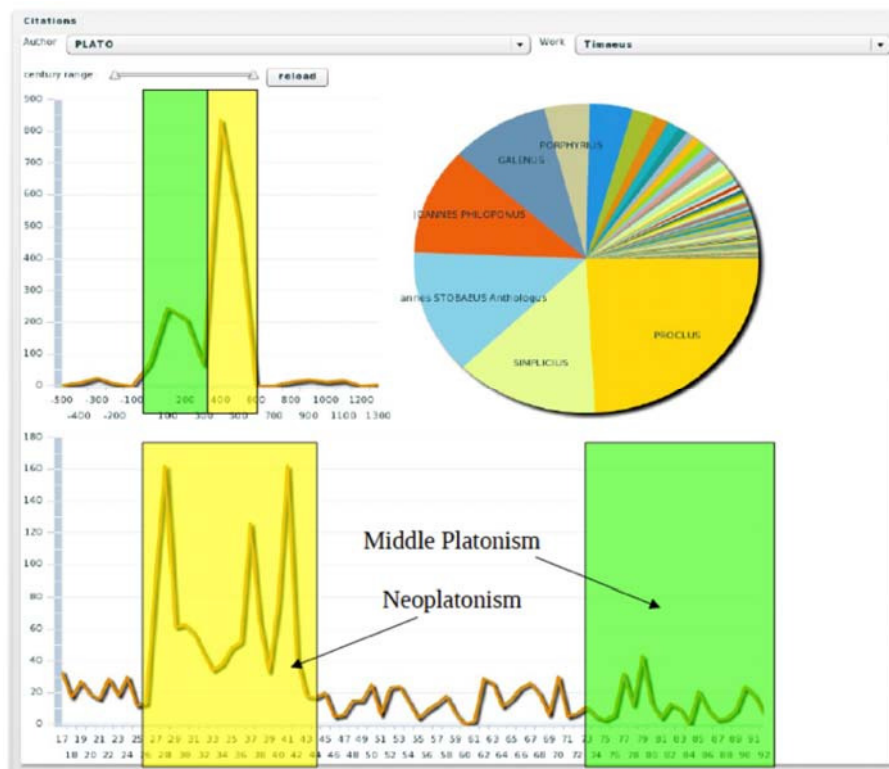 Citations
Author PLATO Work Timaeus
century range reload
900
800
700
600
500
400
300
200
100
0
-500 -300 -100 200 400 600 800 1000 1200
-400 -200 100 300 700 900 1100 1300
PORPHYRIUS
GALENUS
JOANNES PHILOPONUS
annes STOBAEUS Anthologus
SIMPLICIUS
PROCLUS
180
160
140
120
100
80
60
40
20
0
Middle Platonism
Neoplatonism
17 19 21 23 25 27 29 31 33 35 37 39 41 43 45 47 49 51 53 55 57 59 61 63 65 67 69 71 73 75 77 79 81 83 85 87 89 91
18 20 22 24 26 28 30 32 34 36 38 40 42 44 46 48 50 52 54 56 58 60 62 64 66 68 70 72 74 76 78 80 82 84 86 88 90 92